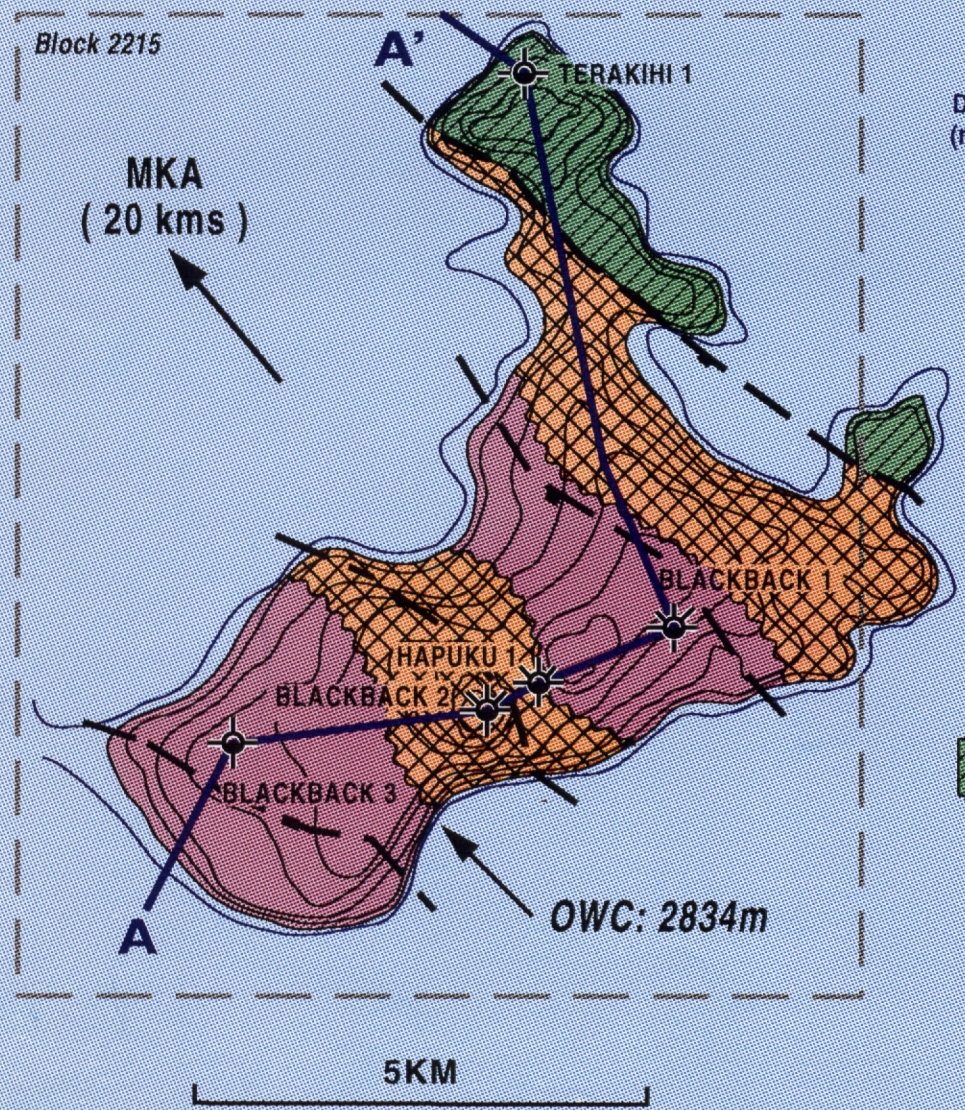 Block 2215
A'
TERAKIHI 1
MKA
( 20 kms )
BLACKBACK 1
HAPUKU 1
BLACKBACK 2
BLACKBACK 3
OWC: 2834m
A
5KM